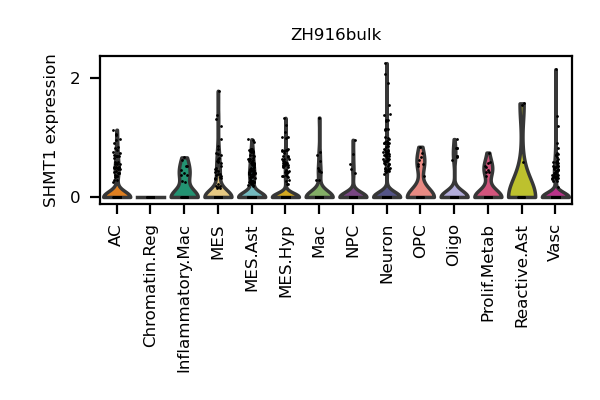 ZH916bulk
SHMT1 expression
2
0
AC
Chromatin.Reg
Inflammatory.Mac
MES
MES.Ast
MES.Hyp
Mac
NPC
Neuron
OPC
Oligo
Prolif.Metab
Reactive.Ast
Vasc